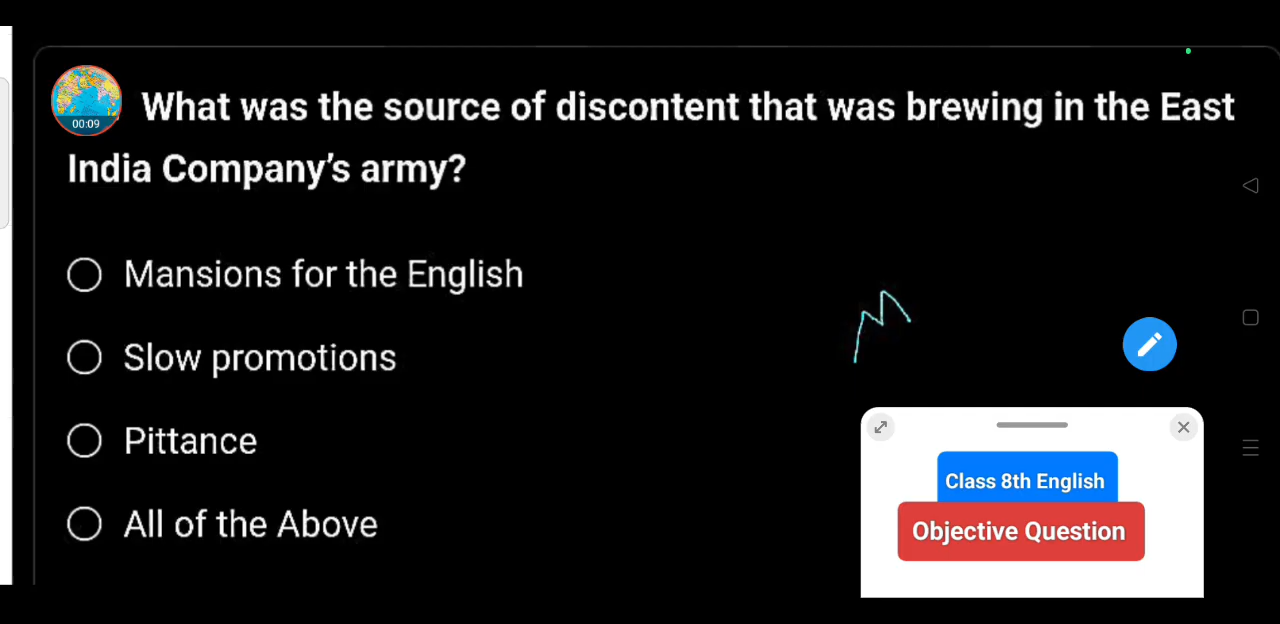 00:09
What was the source of discontent that was brewing in the East
India Company’s army?
Mansions for the English
Slow promotions
Pittance
All of the Above
M
Class 8th English
Objective Question